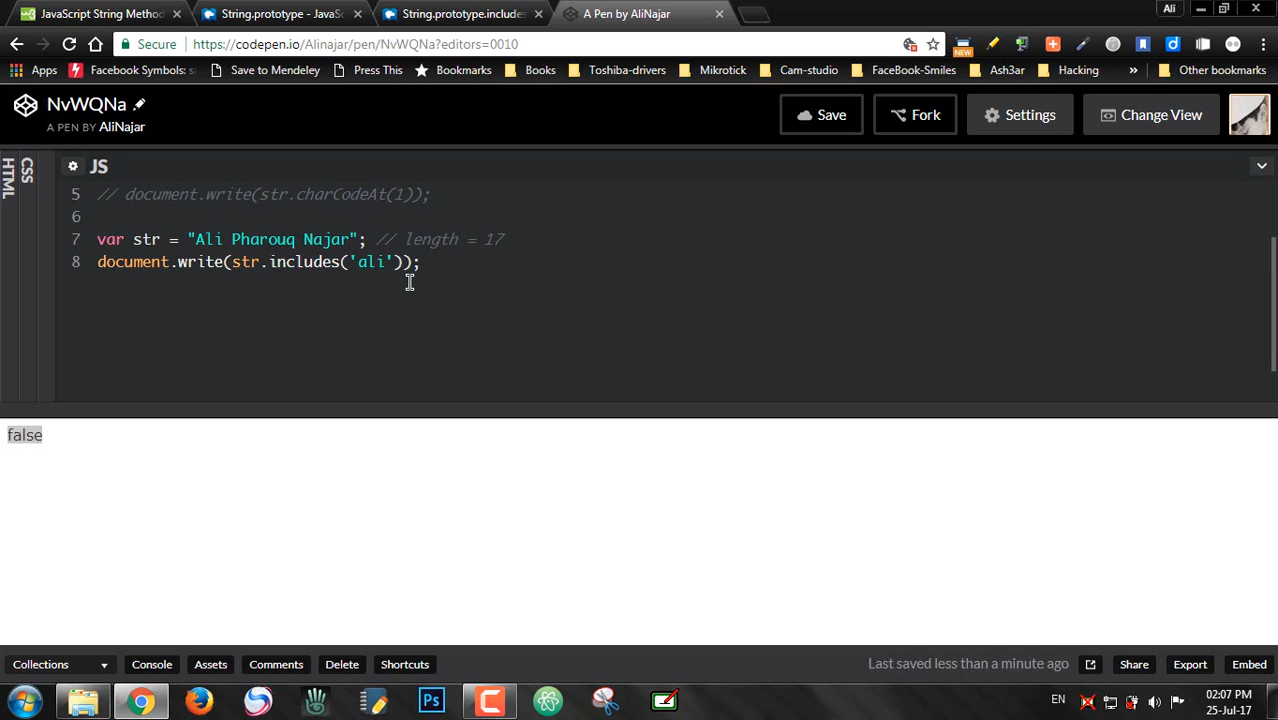 JavaScript String Method
String.prototype - JavaSc
String.prototype.includes
A Pen by AliNajar
Ali
Secure
https://codepen.io/Alinajar/pen/NvWQNa?editors=0010
NEW
Apps
Facebook Symbols: s
Save to Mendeley
Press This
Bookmarks
Books
Toshiba-drivers
Mikrotick
Cam-studio
FaceBook-Smiles
Ash3ar
Hacking
»
Other bookmarks
NvWQNa
A PEN BY AliNajar
Save
Fork
Settings
Change View
HTML
CSS
JS
5 // document.write(str.charCodeAt(1));
6
7 var str = "Ali Pharouq Najar"; // length = 17
8 document.write(str.includes('ali'));
false
Collections
Console
Assets
Comments
Delete
Shortcuts
Last saved less than a minute ago
Share
Export
Embed
Ps
EN
02:07 PM
25-Jul-17